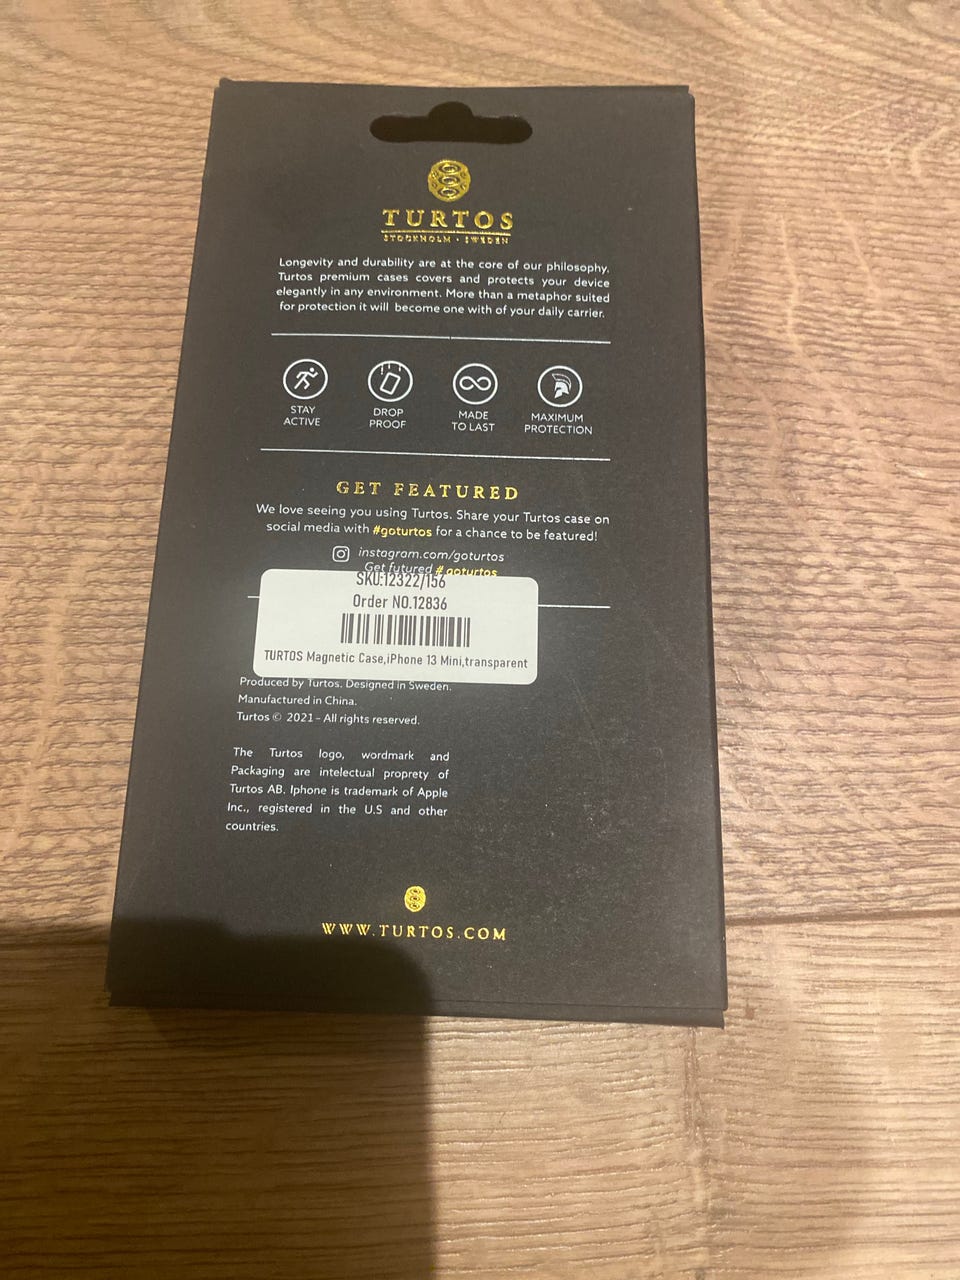 TURTOS
STOCKHOLM · SWEDEN
Longevity and durability are at the core of our philosophy.
Turtos premium cases covers and protects your device
elegantly in any environment. More than a metaphor suited
for protection it will become one with of your daily carrier.
STAY
ACTIVE
DROP
PROOF
MADE
TO LAST
MAXIMUM
PROTECTION
GET FEATURED
We love seeing you using Turtos. Share your Turtos case on
social media with #goturtos for a chance to be featured!
instagram.com/goturtos
Get futured # goturtos
SKU:12322/156
Order NO.12836
TURTOS Magnetic Case,iPhone 13 Mini,transparent
Produced by Turtos. Designed in Sweden.
Manufactured in China.
Turtos © 2021 - All rights reserved.
The Turtos logo, wordmark and
Packaging are intelectual proprety of
Turtos AB. Iphone is trademark of Apple
Inc., registered in the U.S and other
countries.
WWW.TURTOS.COM